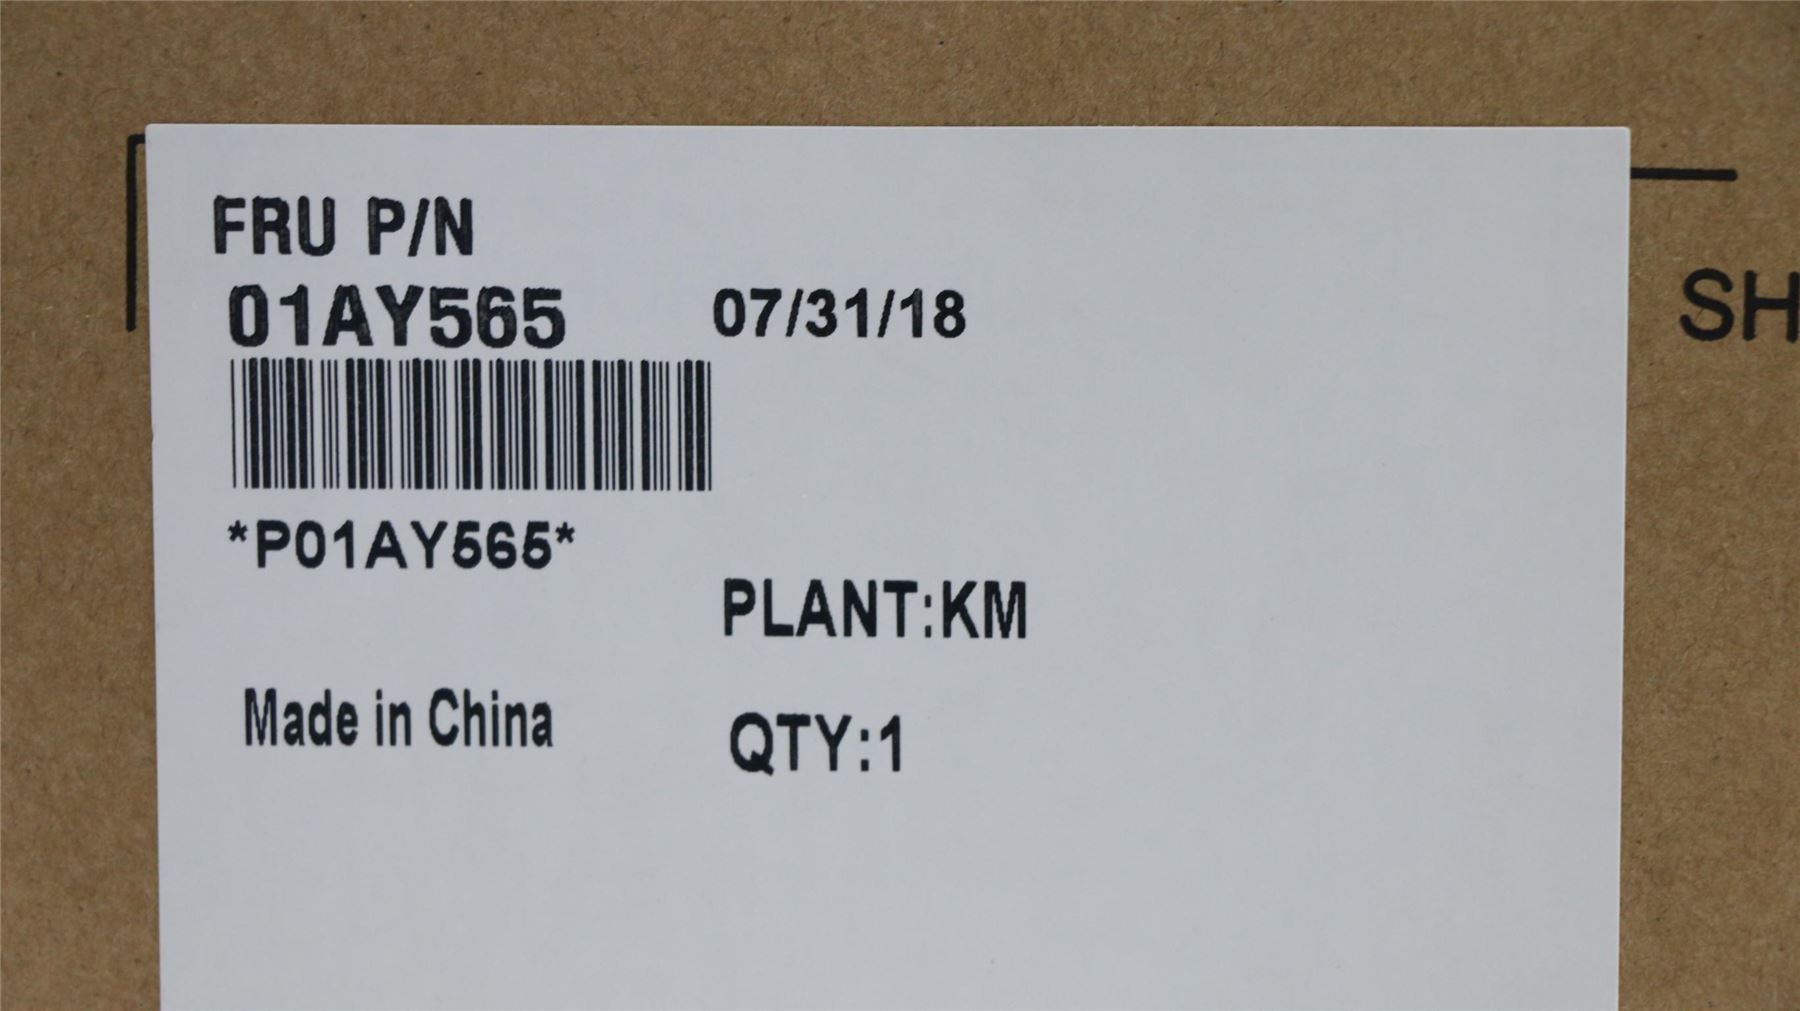 FRU P/N
01AY565 07/31/18
*P01AY565*
PLANT:KM
Made in China
QTY:1
SH